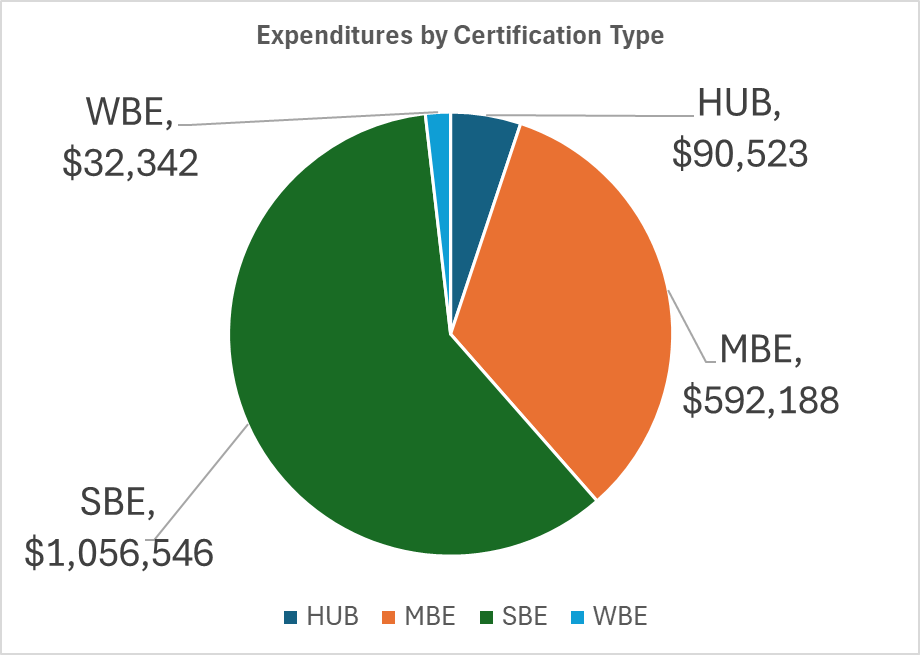 Expenditures by Certification Type
WBE,
$32,342
HUB,
$90,523
MBE,
$592,188
SBE,
$1,056,546
HUB MBE SBE WBE